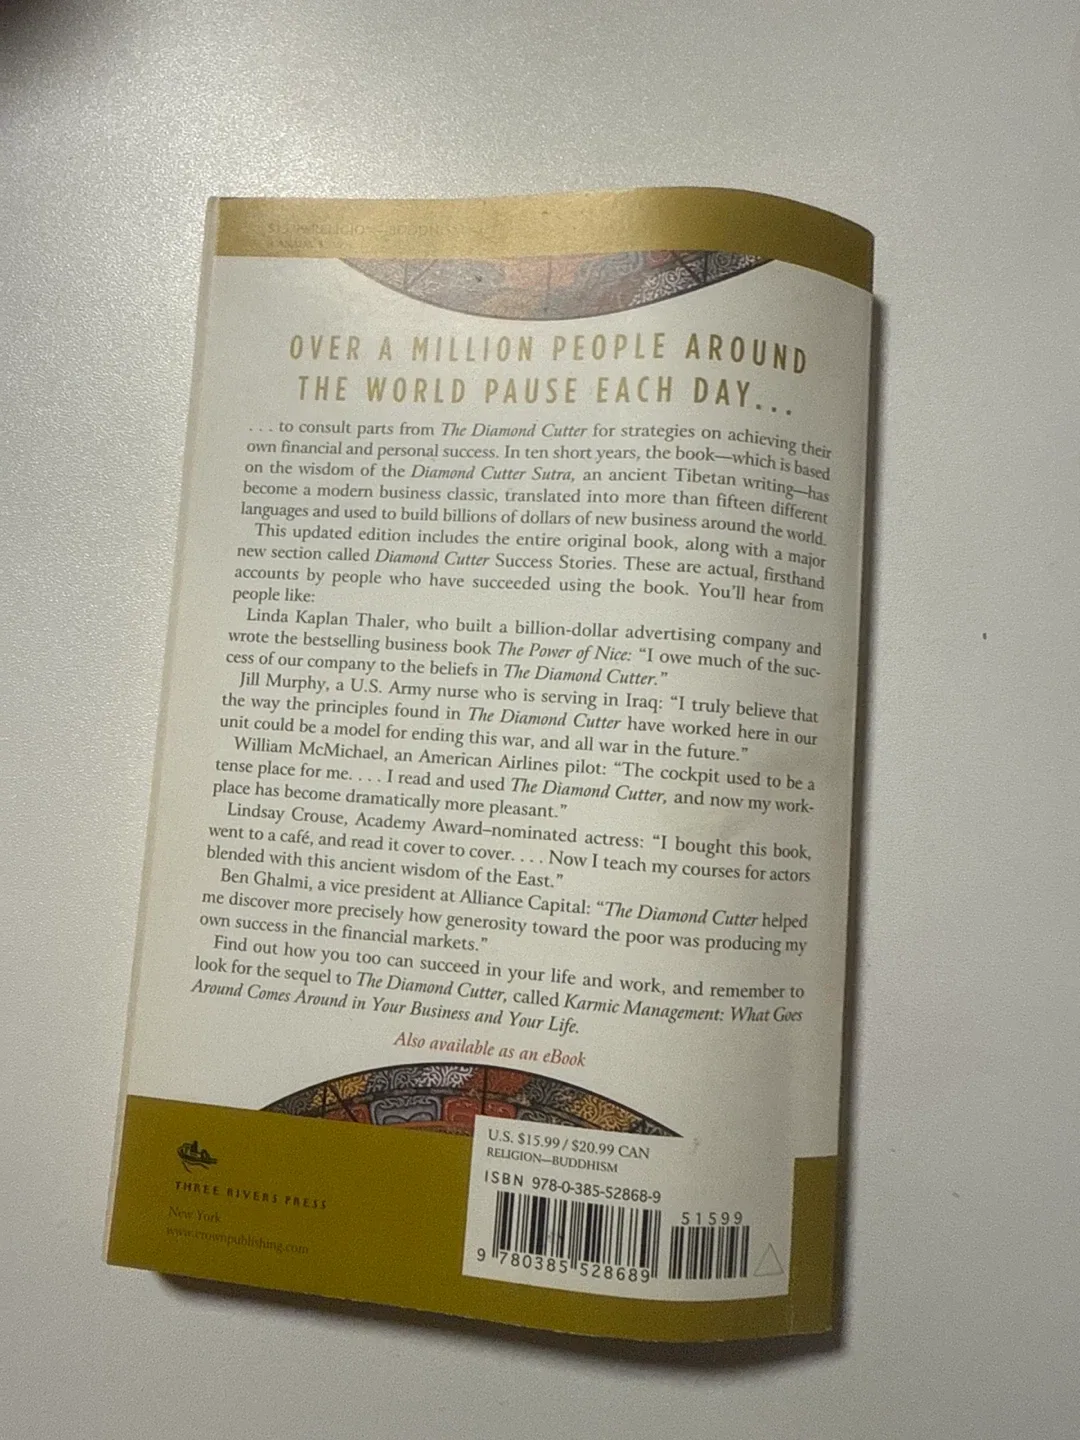 $15.99 RELIGION—BUDDHISM
OVER A MILLION PEOPLE AROUND
THE WORLD PAUSE EACH DAY...
. . . to consult parts from The Diamond Cutter for strategies on achieving their
own financial and personal success. In ten short years, the book—which is based
on the wisdom of the Diamond Cutter Sutra, an ancient Tibetan writing—has
become a modern business classic, translated into more than fifteen different
languages and used to build billions of dollars of new business around the world.
This updated edition includes the entire original book, along with a major
new section called Diamond Cutter Success Stories. These are actual, firsthand
accounts by people who have succeeded using the book. You'll hear from
people like:
Linda Kaplan Thaler, who built a billion-dollar advertising company and
wrote the bestselling business book The Power of Nice: “I owe much of the suc-
cess of our company to the beliefs in The Diamond Cutter.”
Jill Murphy, a U.S. Army nurse who is serving in Iraq: “I truly believe that
the way the principles found in The Diamond Cutter have worked here in our
unit could be a model for ending this war, and all war in the future.”
William McMichael, an American Airlines pilot: “The cockpit used to be a
tense place for me. . . . I read and used The Diamond Cutter, and now my work-
place has become dramatically more pleasant.”
Lindsay Crouse, Academy Award–nominated actress: “I bought this book,
went to a café, and read it cover to cover. . . . Now I teach my courses for actors
blended with this ancient wisdom of the East.”
Ben Ghalmi, a vice president at Alliance Capital: “The Diamond Cutter helped
me discover more precisely how generosity toward the poor was producing my
own success in the financial markets.”
Find out how you too can succeed in your life and work, and remember to
look for the sequel to The Diamond Cutter, called Karmic Management: What Goes
Around Comes Around in Your Business and Your Life.
Also available as an eBook
U.S. $15.99 / $20.99 CAN
RELIGION—BUDDHISM
ISBN 978-0-385-52868-9
51599
9 780385 528689
THREE RIVERS PRESS
New York
www.crownpublishing.com